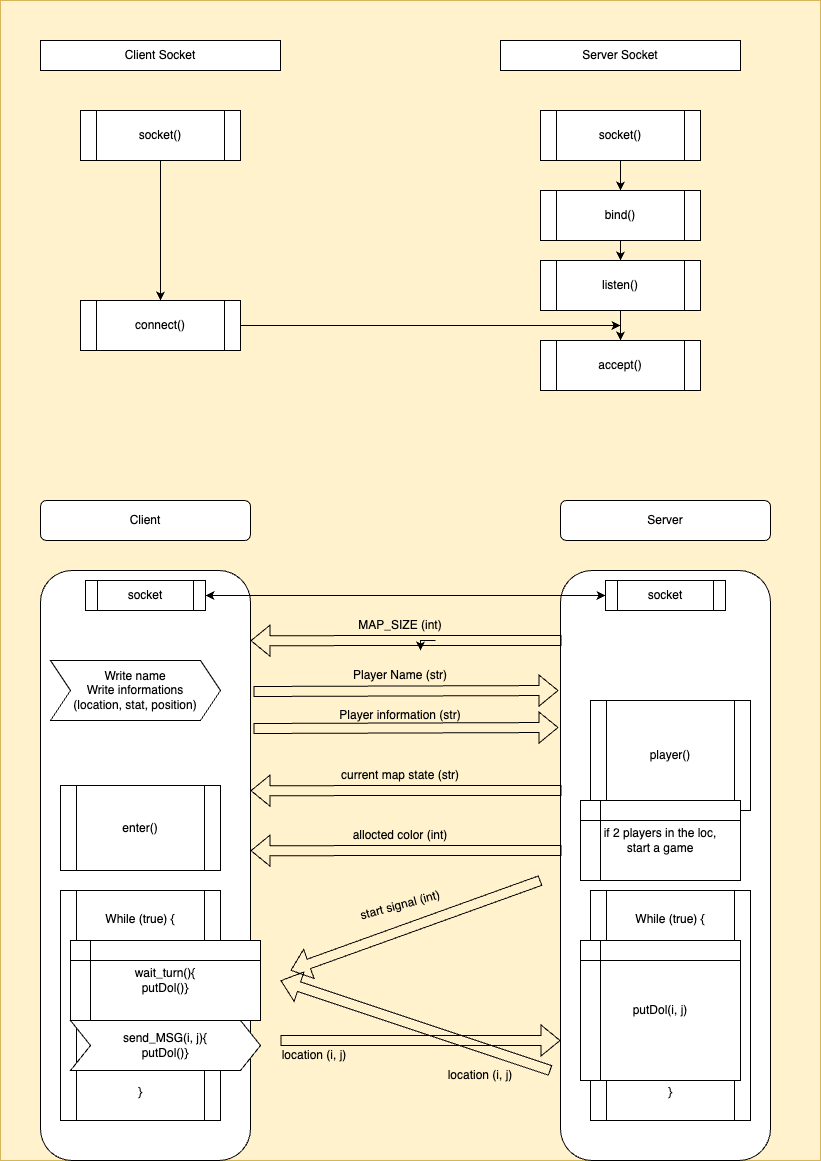 Client Socket
Server Socket
socket()
socket()
bind()
listen()
connect()
accept()
Client
Server
socket
socket
MAP_SIZE (int)
Write name
Write informations
(location, stat, position)
Player Name (str)
Player information (str)
player()
current map state (str)
enter()
allocted color (int)
if 2 players in the loc,
start a game
start signal (int)
While (true) {
While (true) {
wait_turn(){
putDol()}
putDol(i, j)
send_MSG(i, j){
putDol()}
location (i, j)
location (i, j)
}
}